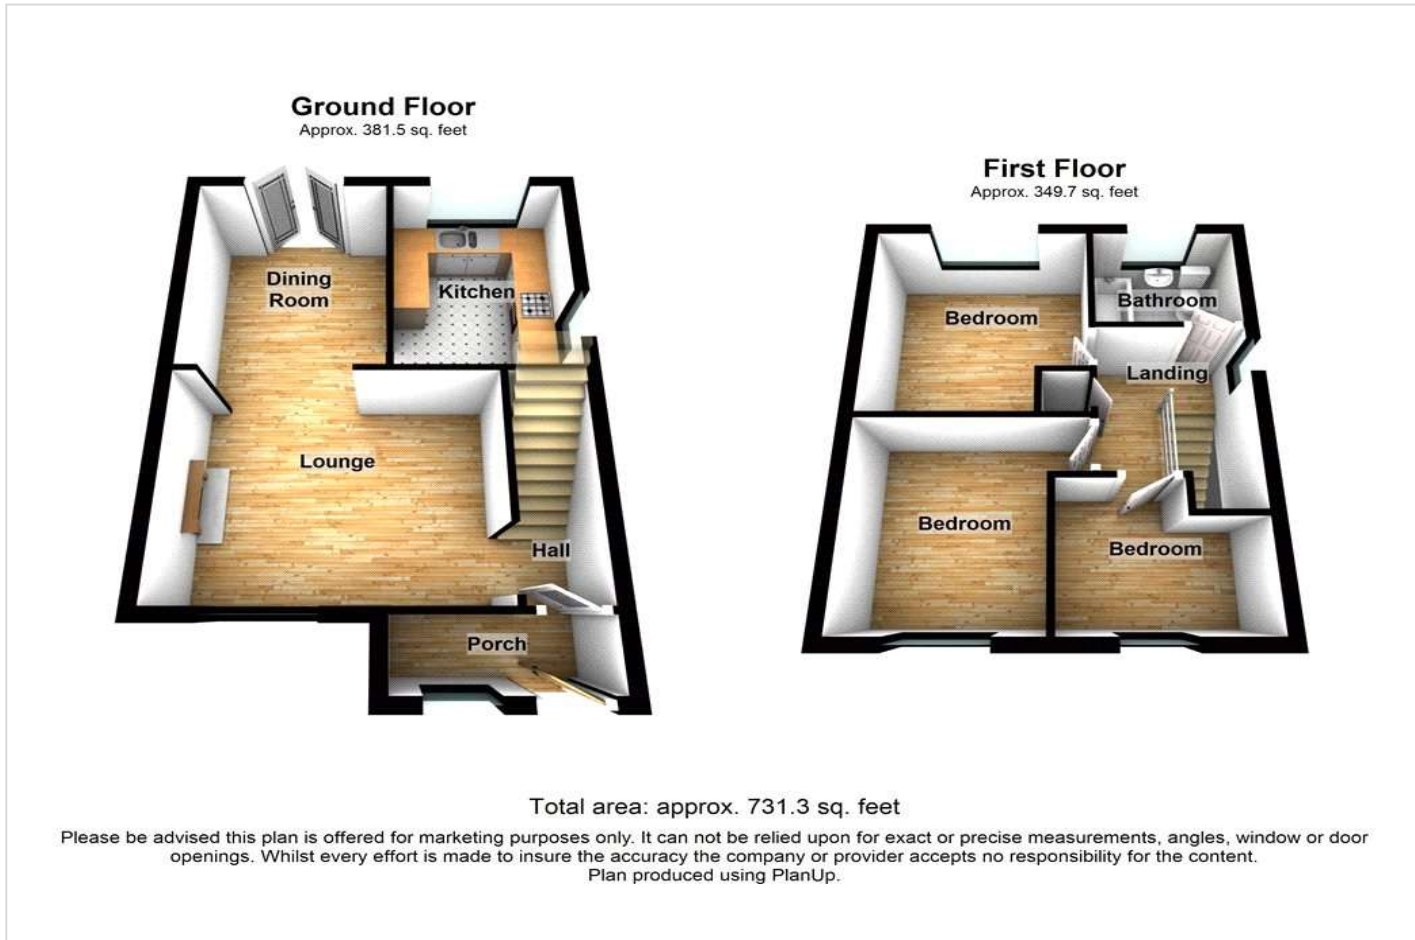 Ground Floor
Approx. 381.5 sq. feet
Dining
Room
Kitchen
Lounge
Hall
Porch
First Floor
Approx. 349.7 sq. feet
Bedroom
Bathroom
Landing
Bedroom
Bedroom
Total area: approx. 731.3 sq. feet
Please be advised this plan is offered for marketing purposes only. It can not be relied upon for exact or precise measurements, angles, window or door
openings. Whilst every effort is made to insure the accuracy the company or provider accepts no responsibility for the content.
Plan produced using PlanUp.